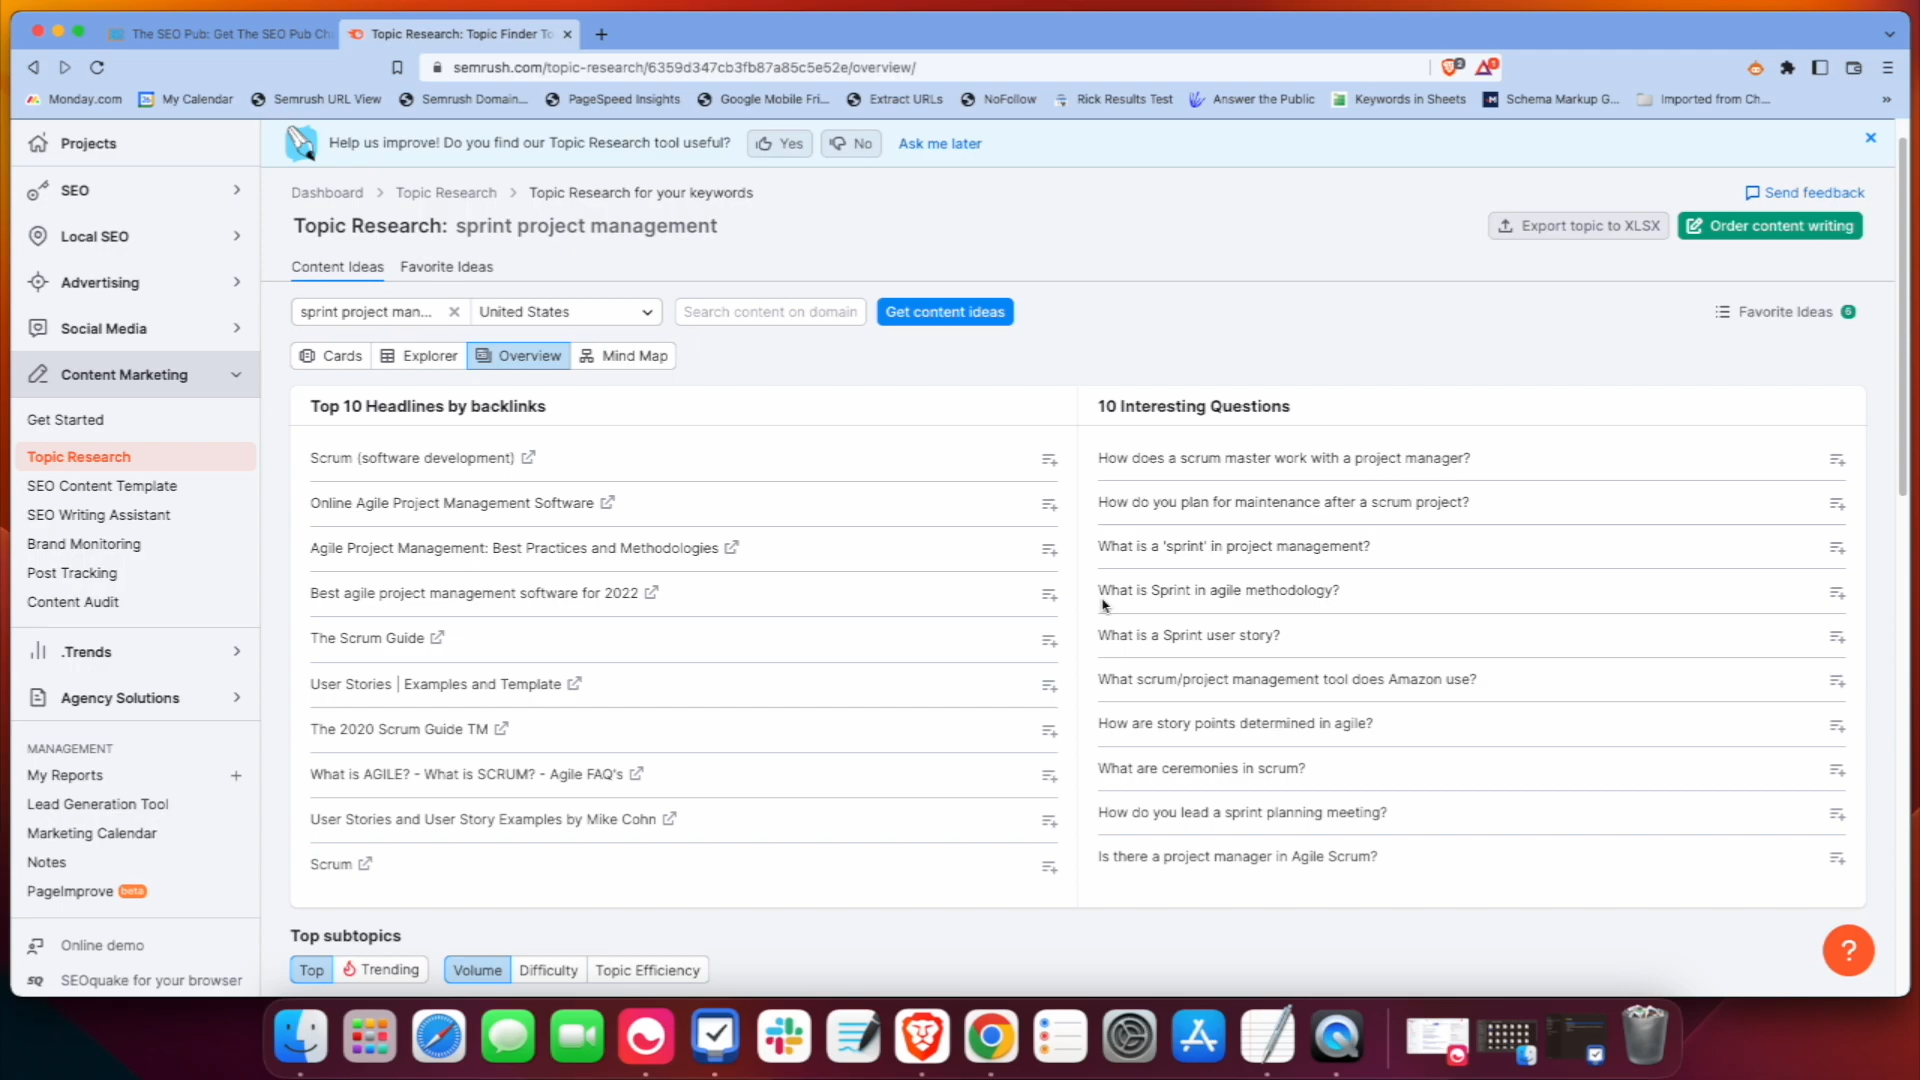 The SEO Pub: Get The SEO Pub Ch
Topic Research: Topic Finder To
semrush.com/topic-research/6359d347cb3fb87a85c5e52e/overview/
Monday.com My Calendar Semrush URL View Semrush Domain... PageSpeed Insights Google Mobile Fri... Extract URLs NoFollow Rick Results Test Answer the Public Keywords in Sheets Schema Markup G... Imported from Ch...
Projects
SEO
Local SEO
Advertising
Social Media
Content Marketing
Get Started
Topic Research
SEO Content Template
SEO Writing Assistant
Brand Monitoring
Post Tracking
Content Audit
.Trends
Agency Solutions
MANAGEMENT
My Reports
Lead Generation Tool
Marketing Calendar
Notes
PageImprove beta
Online demo
SQ SEOquake for your browser
Help us improve! Do you find our Topic Research tool useful? Yes No Ask me later
Dashboard > Topic Research > Topic Research for your keywords
Send feedback
Topic Research: sprint project management
Export topic to XLSX
Order content writing
Content Ideas Favorite Ideas
sprint project man... United States Search content on domain Get content ideas
Favorite Ideas 6
Cards Explorer Overview Mind Map
Top 10 Headlines by backlinks
Scrum (software development)
Online Agile Project Management Software
Agile Project Management: Best Practices and Methodologies
Best agile project management software for 2022
The Scrum Guide
User Stories | Examples and Template
The 2020 Scrum Guide TM
What is AGILE? - What is SCRUM? - Agile FAQ's
User Stories and User Story Examples by Mike Cohn
Scrum
10 Interesting Questions
How does a scrum master work with a project manager?
How do you plan for maintenance after a scrum project?
What is a 'sprint' in project management?
What is Sprint in agile methodology?
What is a Sprint user story?
What scrum/project management tool does Amazon use?
How are story points determined in agile?
What are ceremonies in scrum?
How do you lead a sprint planning meeting?
Is there a project manager in Agile Scrum?
Top subtopics
Top Trending Volume Difficulty Topic Efficiency
?